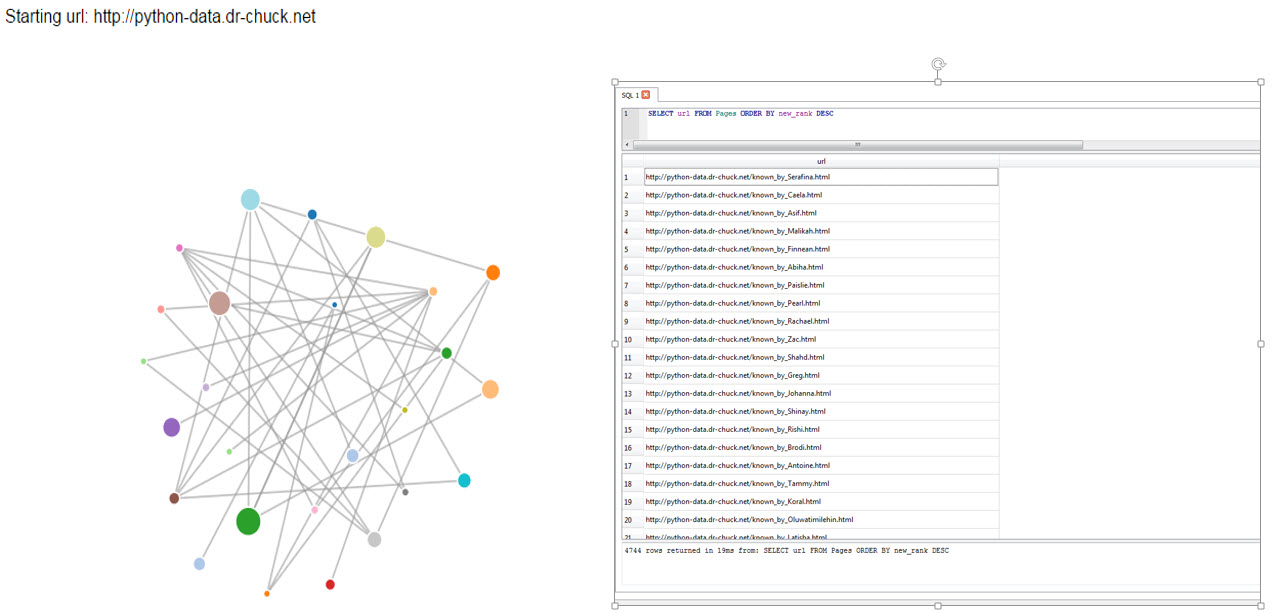 Starting url: http://python-data.dr-chuck.net
SQL 1
1 SELECT url FROM Pages ORDER BY new_rank DESC
url
1 http://python-data.dr-chuck.net/known_by_Serafina.html
2 http://python-data.dr-chuck.net/known_by_Caela.html
3 http://python-data.dr-chuck.net/known_by_Asif.html
4 http://python-data.dr-chuck.net/known_by_Malikah.html
5 http://python-data.dr-chuck.net/known_by_Finnean.html
6 http://python-data.dr-chuck.net/known_by_Abiha.html
7 http://python-data.dr-chuck.net/known_by_Paislie.html
8 http://python-data.dr-chuck.net/known_by_Pearl.html
9 http://python-data.dr-chuck.net/known_by_Rachael.html
10 http://python-data.dr-chuck.net/known_by_Zac.html
11 http://python-data.dr-chuck.net/known_by_Shahd.html
12 http://python-data.dr-chuck.net/known_by_Greg.html
13 http://python-data.dr-chuck.net/known_by_Johanna.html
14 http://python-data.dr-chuck.net/known_by_Shinay.html
15 http://python-data.dr-chuck.net/known_by_Rishi.html
16 http://python-data.dr-chuck.net/known_by_Brodi.html
17 http://python-data.dr-chuck.net/known_by_Antoine.html
18 http://python-data.dr-chuck.net/known_by_Tammy.html
19 http://python-data.dr-chuck.net/known_by_Koral.html
20 http://python-data.dr-chuck.net/known_by_Oluwatimilehin.html
21 http://python-data.dr-chuck.net/known_by_Latisha.html
4744 rows returned in 19ms from: SELECT url FROM Pages ORDER BY new_rank DESC